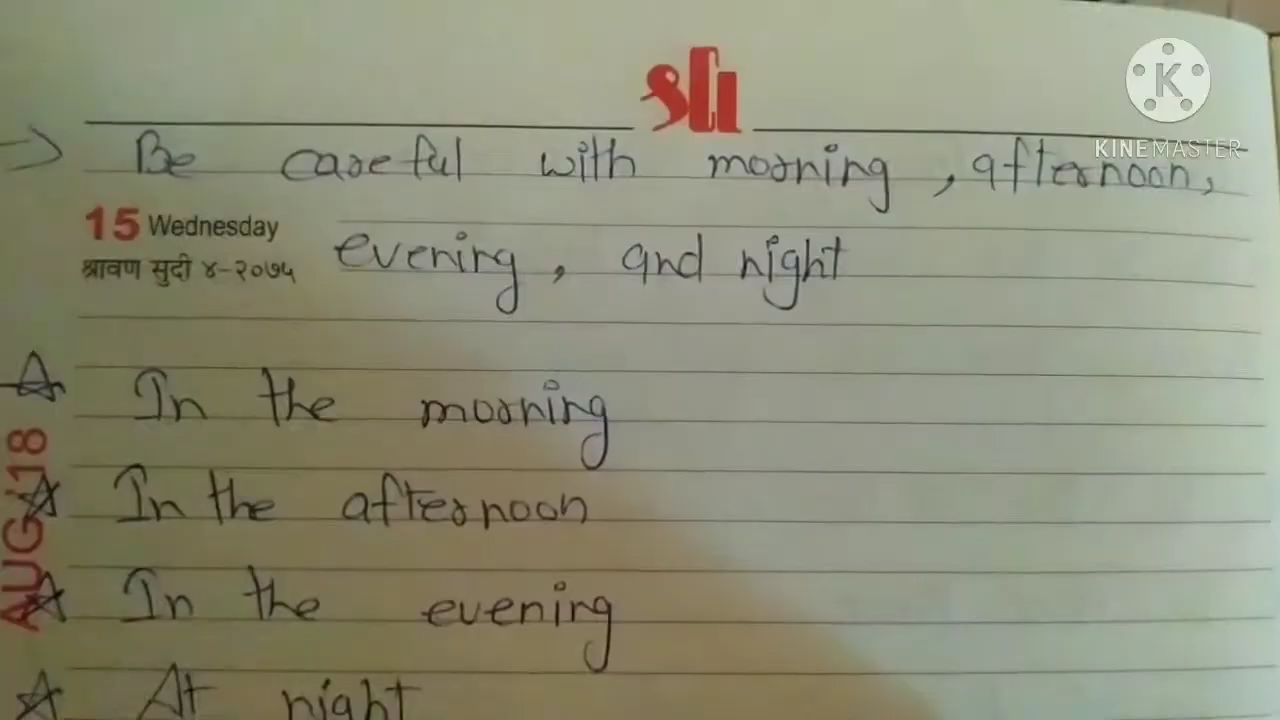 SGI
KINEMASTER
→ Be careful with morning, afternoon,
15 Wednesday
श्रावण सुदी ४-२०७५
evening, and night
AUG-'18
☆ In the morning
☆ In the afternoon
☆ In the evening
☆ At night